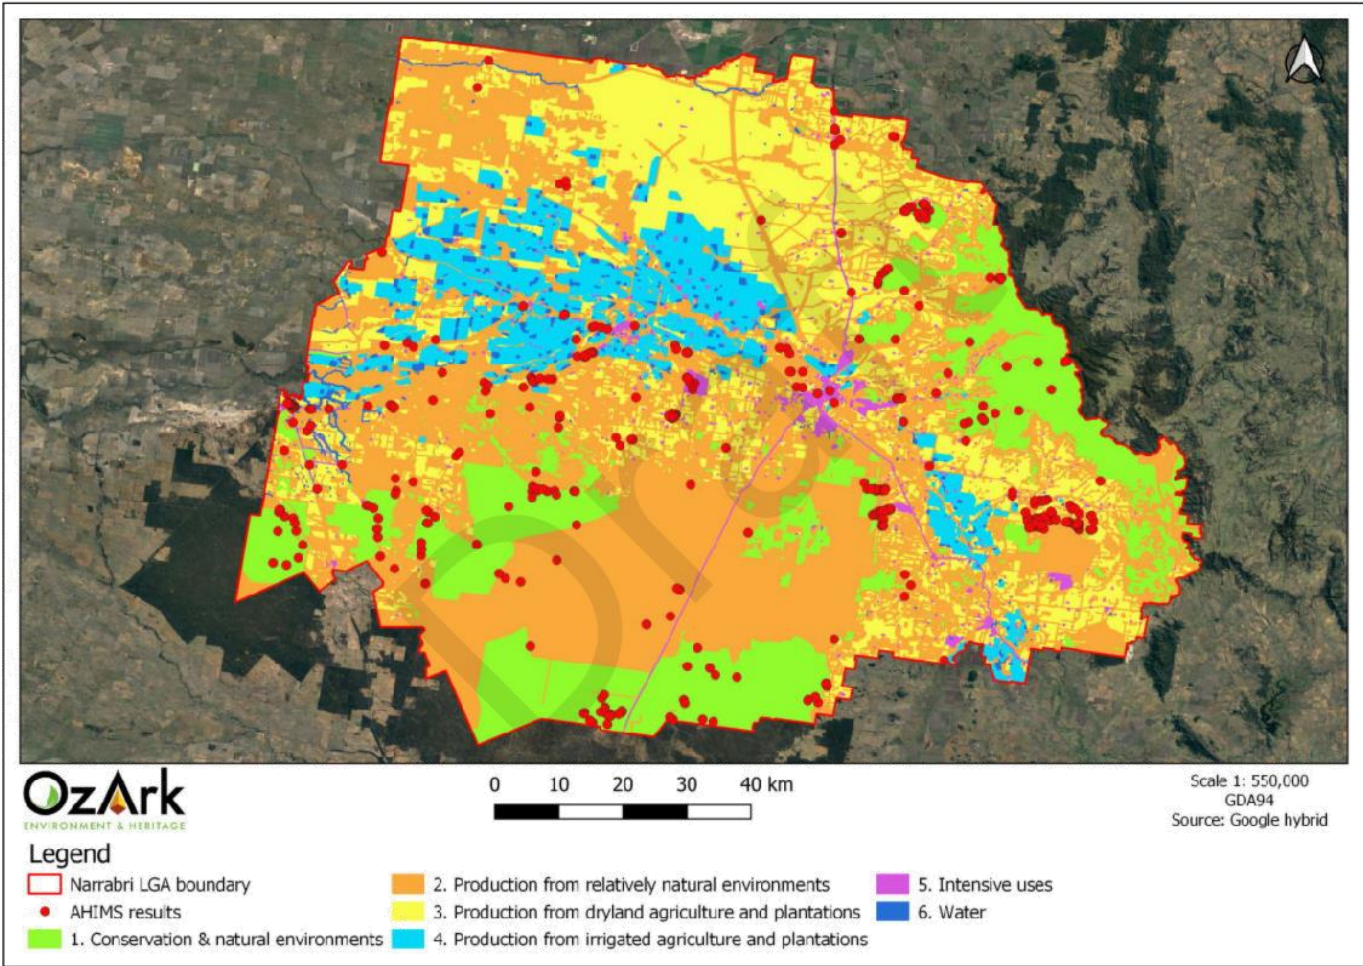 Draft
OzArk
ENVIRONMENT & HERITAGE
0 10 20 30 40 km
Scale 1: 550,000
GDA94
Source: Google hybrid
Legend
Narrabri LGA boundary
AHIMS results
1. Conservation & natural environments
2. Production from relatively natural environments
3. Production from dryland agriculture and plantations
4. Production from irrigated agriculture and plantations
5. Intensive uses
6. Water